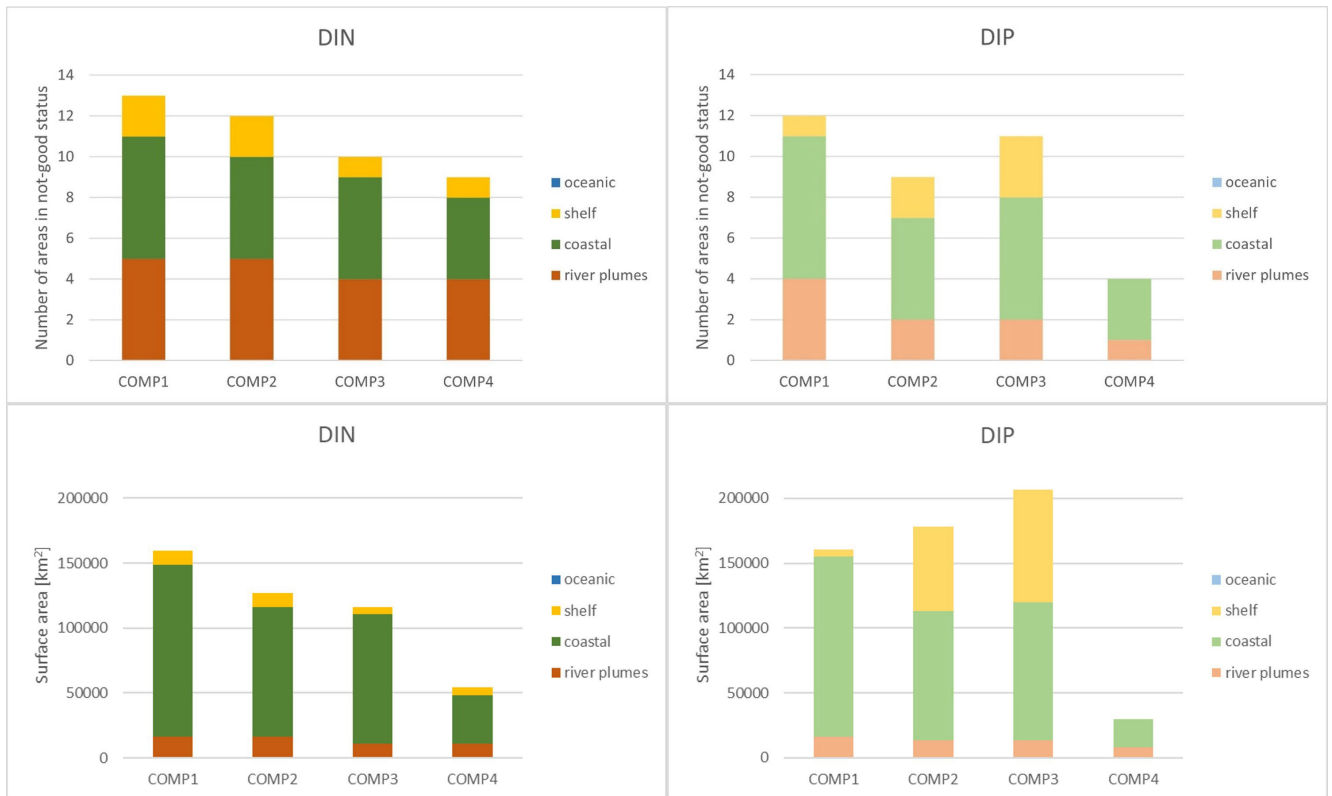 DIN
Number of areas in not-good status
14
12
10
8
6
4
2
0
COMP1 COMP2 COMP3 COMP4
oceanic
shelf
coastal
river plumes
DIP
Number of areas in not-good status
14
12
10
8
6
4
2
0
COMP1 COMP2 COMP3 COMP4
oceanic
shelf
coastal
river plumes
DIN
Surface area [km²]
200000
150000
100000
50000
0
COMP1 COMP2 COMP3 COMP4
oceanic
shelf
coastal
river plumes
DIP
Surface area [km²]
200000
150000
100000
50000
0
COMP1 COMP2 COMP3 COMP4
oceanic
shelf
coastal
river plumes